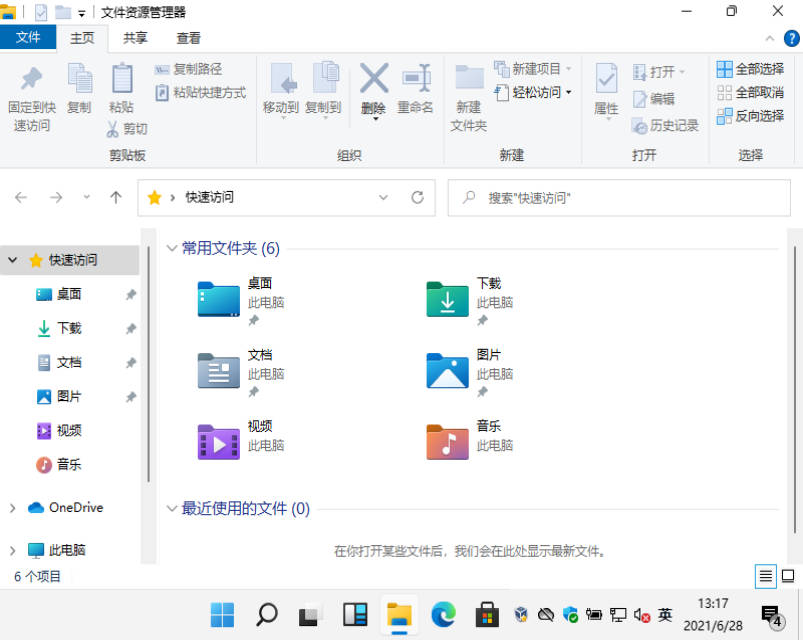 文件资源管理器
文件 主页 共享 查看
固定到快速访问 复制 粘贴 复制路径 粘贴快捷方式 剪切
移动到 复制到 删除 重命名
新建文件夹 新建项目 轻松访问
属性 打开 编辑 历史记录
全部选择 全部取消 反向选择
剪贴板 组织 新建 打开 选择
快速访问 搜索"快速访问"
快速访问
桌面
下载
文档
图片
视频
音乐
OneDrive
此电脑
常用文件夹 (6)
桌面
此电脑
下载
此电脑
文档
此电脑
图片
此电脑
视频
此电脑
音乐
此电脑
最近使用的文件 (0)
在你打开某些文件后，我们会在此处显示最新文件。
6 个项目
英
13:17
2021/6/28
4